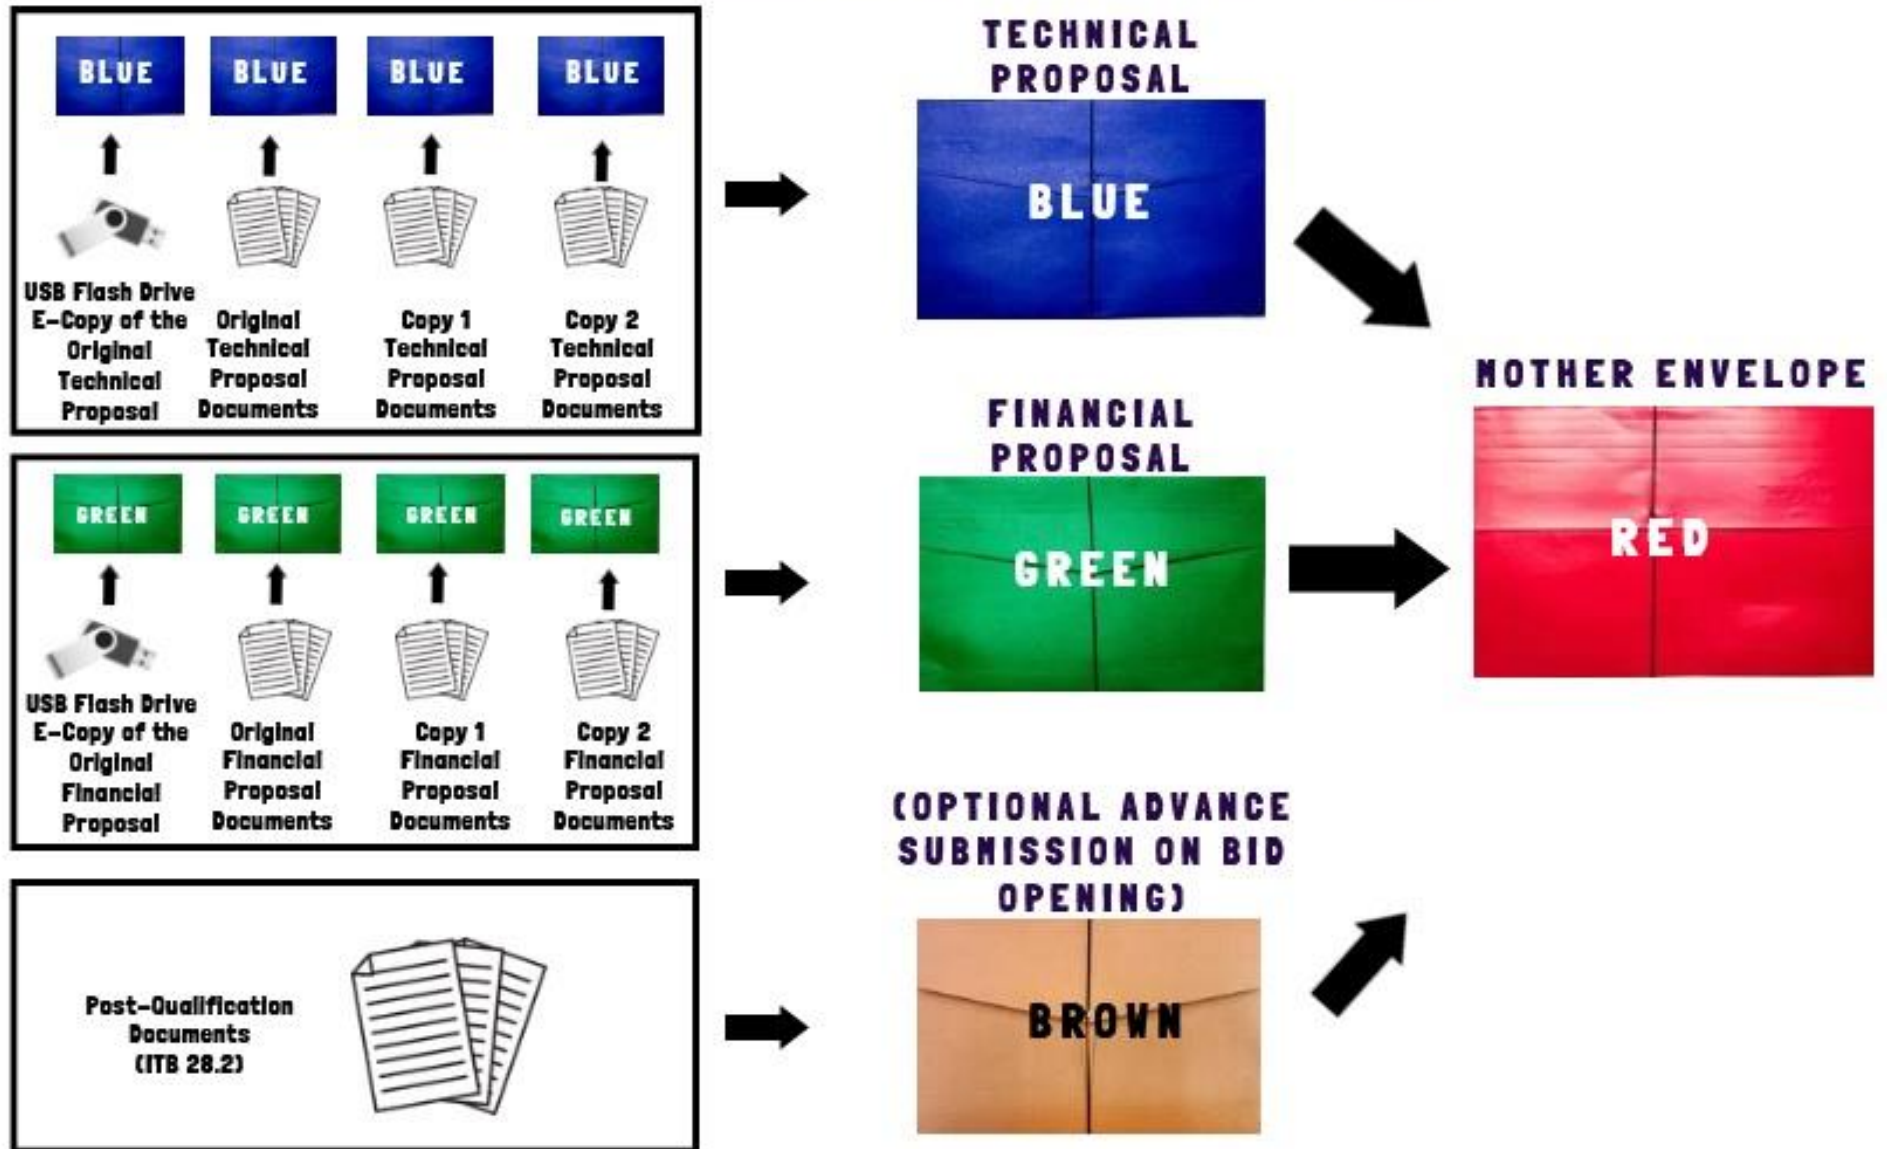 BLUE
BLUE
BLUE
BLUE
USB Flash Drive
E-Copy of the
Original
Technical
Proposal
Original
Technical
Proposal
Documents
Copy 1
Technical
Proposal
Documents
Copy 2
Technical
Proposal
Documents
TECHNICAL
PROPOSAL
BLUE
GREEN
GREEN
GREEN
GREEN
USB Flash Drive
E-Copy of the
Original
Financial
Proposal
Original
Financial
Proposal
Documents
Copy 1
Financial
Proposal
Documents
Copy 2
Financial
Proposal
Documents
FINANCIAL
PROPOSAL
GREEN
MOTHER ENVELOPE
RED
Post-Qualification
Documents
(ITB 28.2)
(OPTIONAL ADVANCE
SUBMISSION ON BID
OPENING)
BROWN